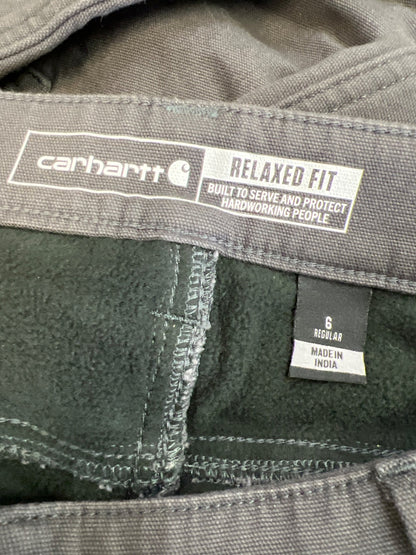 carhartt
RELAXED FIT
BUILT TO SERVE AND PROTECT
HARDWORKING PEOPLE
6
REGULAR
MADE IN
INDIA